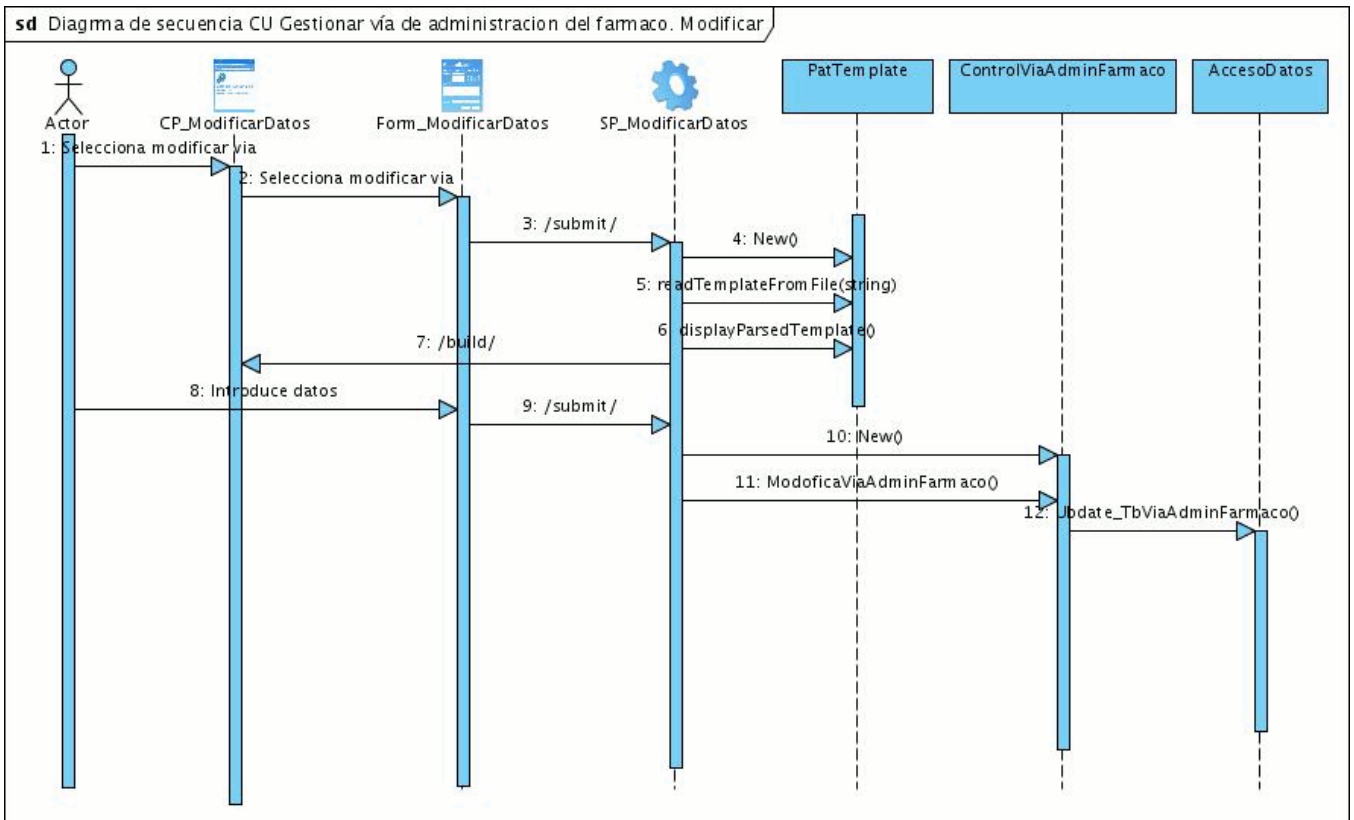 sd Diagrma de secuencia CU Gestionar vía de administracion del farmaco. Modificar
Actor
CP_ModificarDatos
Form_ModificarDatos
SP_ModificarDatos
PatTemplate
ControlViaAdminFarmaco
AccesoDatos
1: Selecciona modificar via
2: Selecciona modificar via
3: /submit/
4: New()
5: readTemplateFromFile(string)
6: displayParsedTemplate()
7: /build/
8: Introduce datos
9: /submit/
10: New()
11: ModoficaViaAdminFarmaco()
12: Update_TbViaAdminFarmaco()